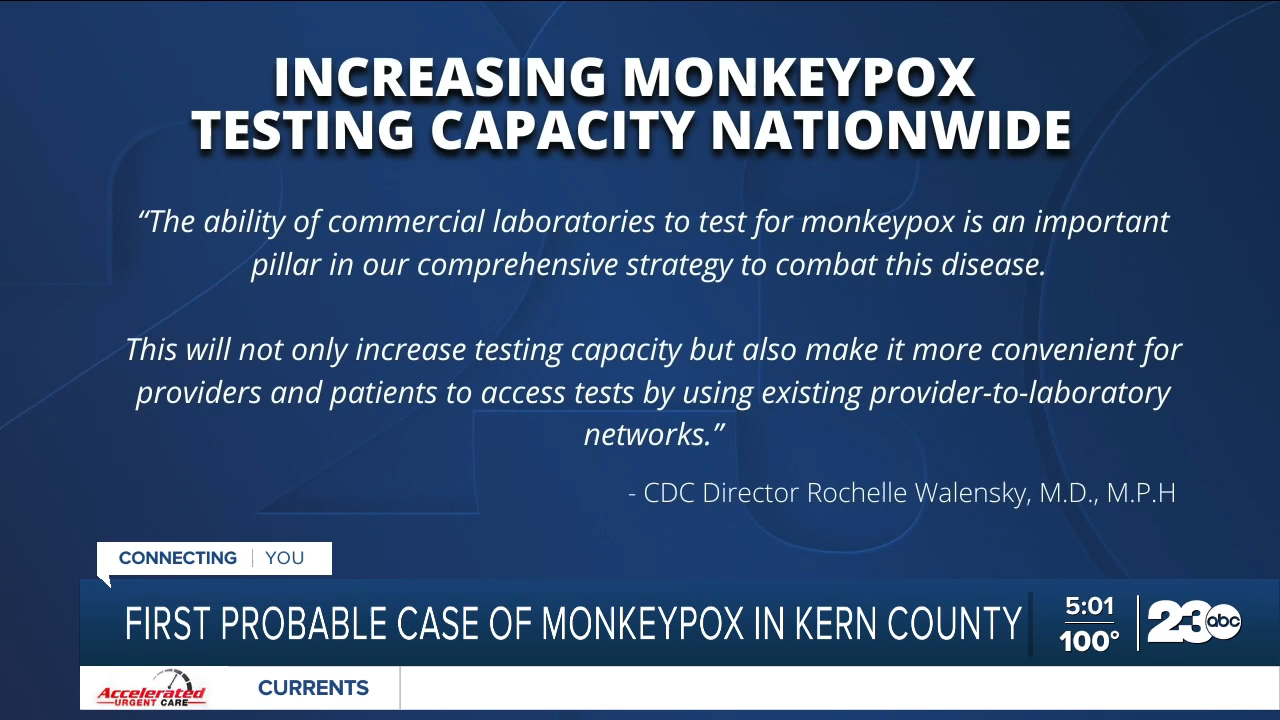 INCREASING MONKEYPOX
TESTING CAPACITY NATIONWIDE
“The ability of commercial laboratories to test for monkeypox is an important
pillar in our comprehensive strategy to combat this disease.
This will not only increase testing capacity but also make it more convenient for
providers and patients to access tests by using existing provider-to-laboratory
networks.”
- CDC Director Rochelle Walensky, M.D., M.P.H
CONNECTING | YOU
FIRST PROBABLE CASE OF MONKEYPOX IN KERN COUNTY
5:01
100°
23 abc
Accelerated
URGENT CARE
CURRENTS